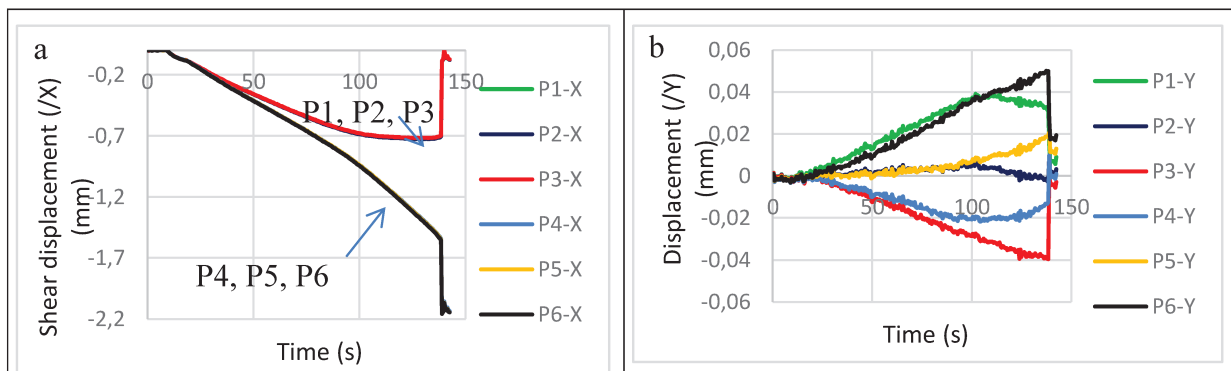 a
Shear displacement (/X)
(mm)
-0,2
-0,7
-1,2
-1,7
-2,2
0
50
100
150
P1, P2, P3
P4, P5, P6
Time (s)
P1-X
P2-X
P3-X
P4-X
P5-X
P6-X
b
Displacement (/Y)
(mm)
0,06
0,04
0,02
0
-0,02
-0,04
-0,06
0
50
100
150
Time (s)
P1-Y
P2-Y
P3-Y
P4-Y
P5-Y
P6-Y